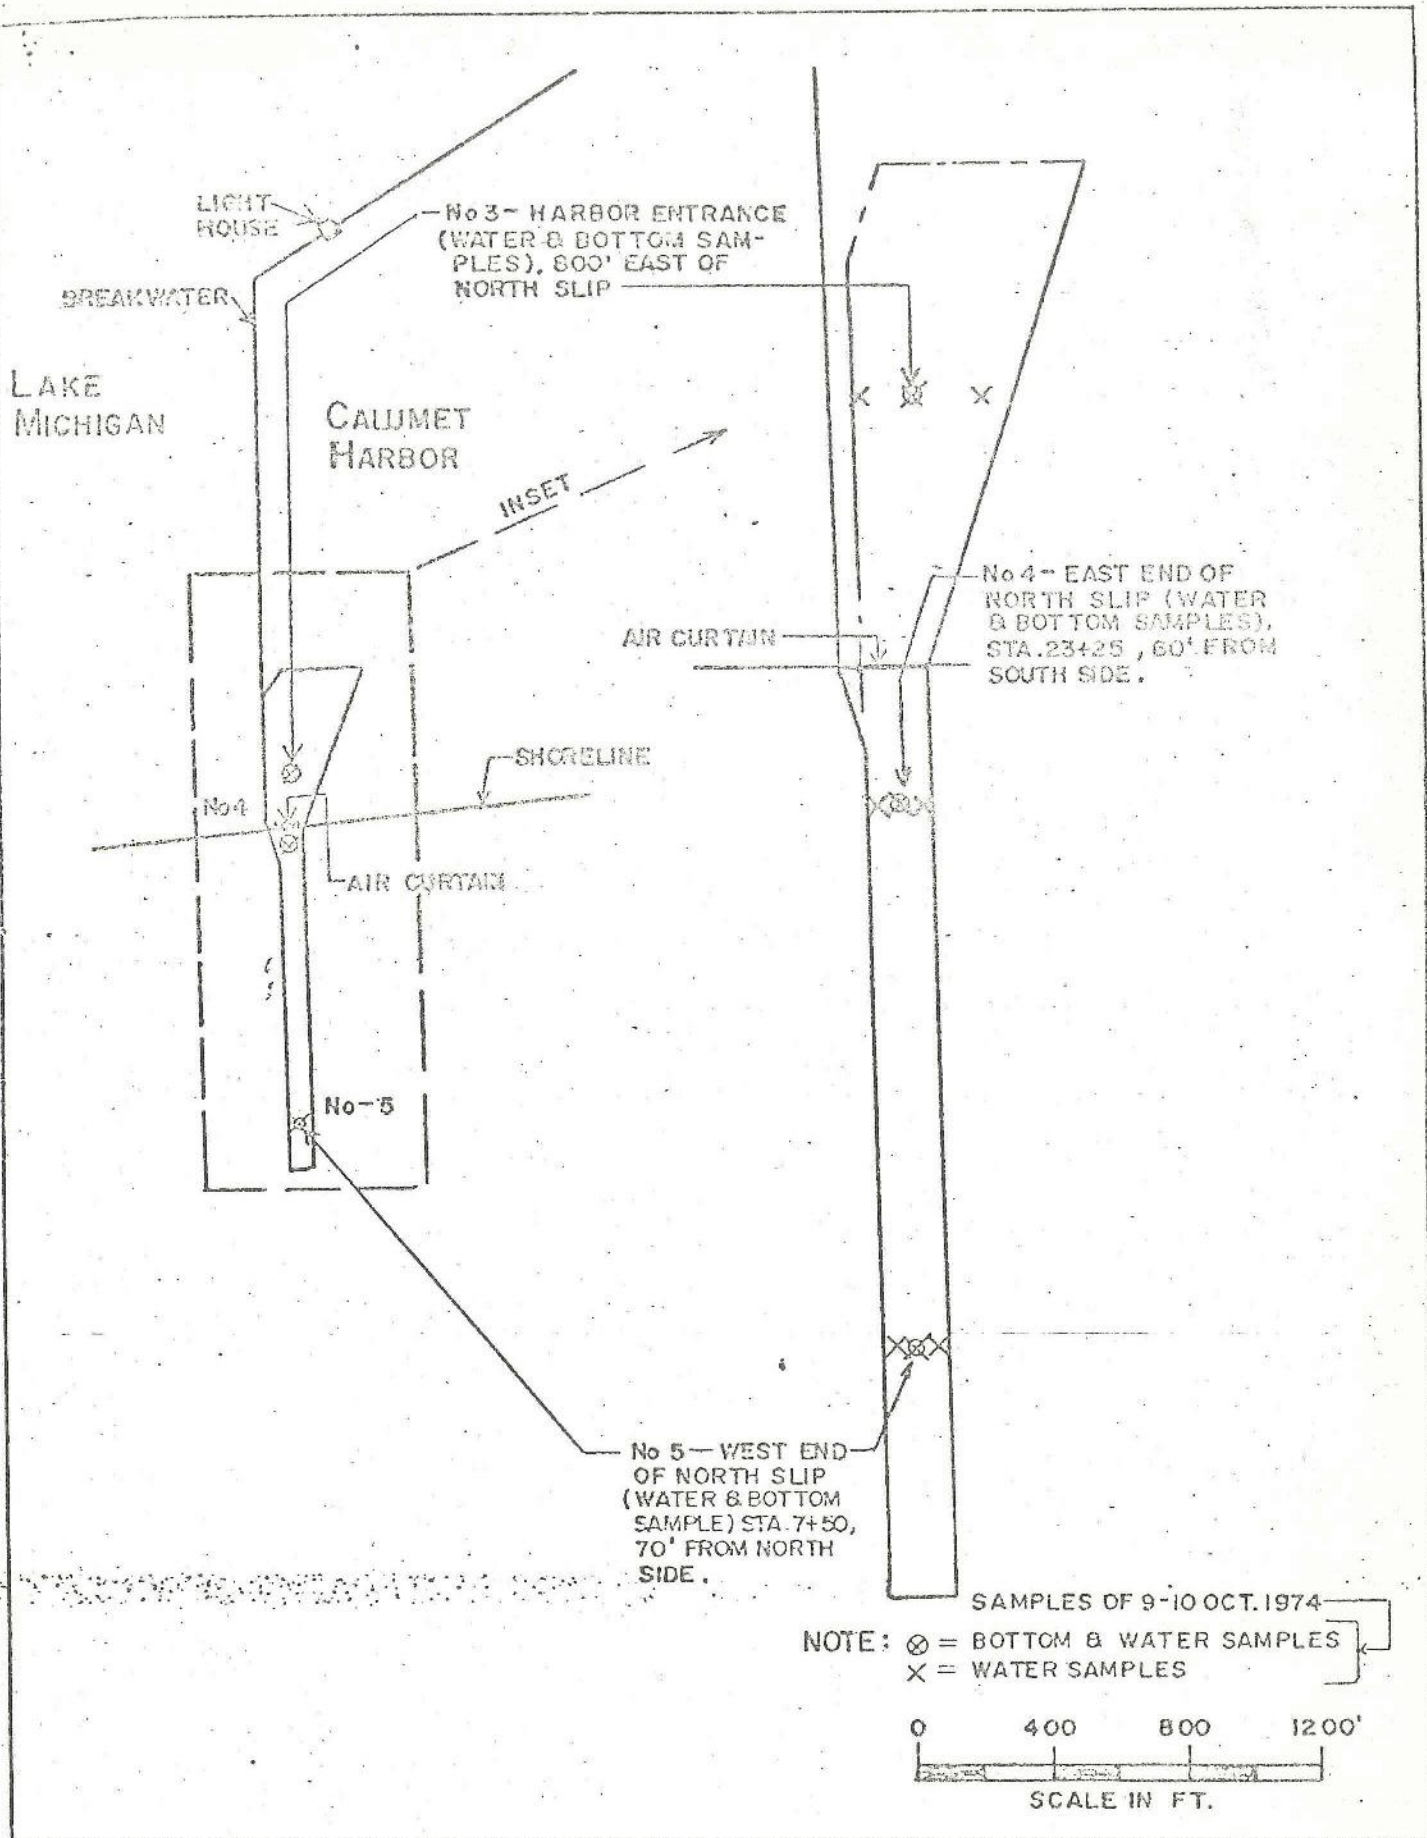 LIGHT
HOUSE
No 3- HARBOR ENTRANCE
(WATER & BOTTOM SAM-
PLES), 800' EAST OF
NORTH SLIP
BREAKWATER
LAKE
MICHIGAN
CALUMET
HARBOR
INSET
No 4- EAST END OF
NORTH SLIP (WATER
& BOTTOM SAMPLES),
STA. 23+25, 60' FROM
SOUTH SIDE.
AIR CURTAIN
SHORELINE
No4
AIR CURTAIN
No-5
No 5-WEST END
OF NORTH SLIP
(WATER & BOTTOM
SAMPLE) STA. 7+50,
70' FROM NORTH
SIDE.
SAMPLES OF 9-10 OCT. 1974
NOTE: ⊗ = BOTTOM & WATER SAMPLES
X = WATER SAMPLES
0 400 800 1200'
SCALE IN FT.